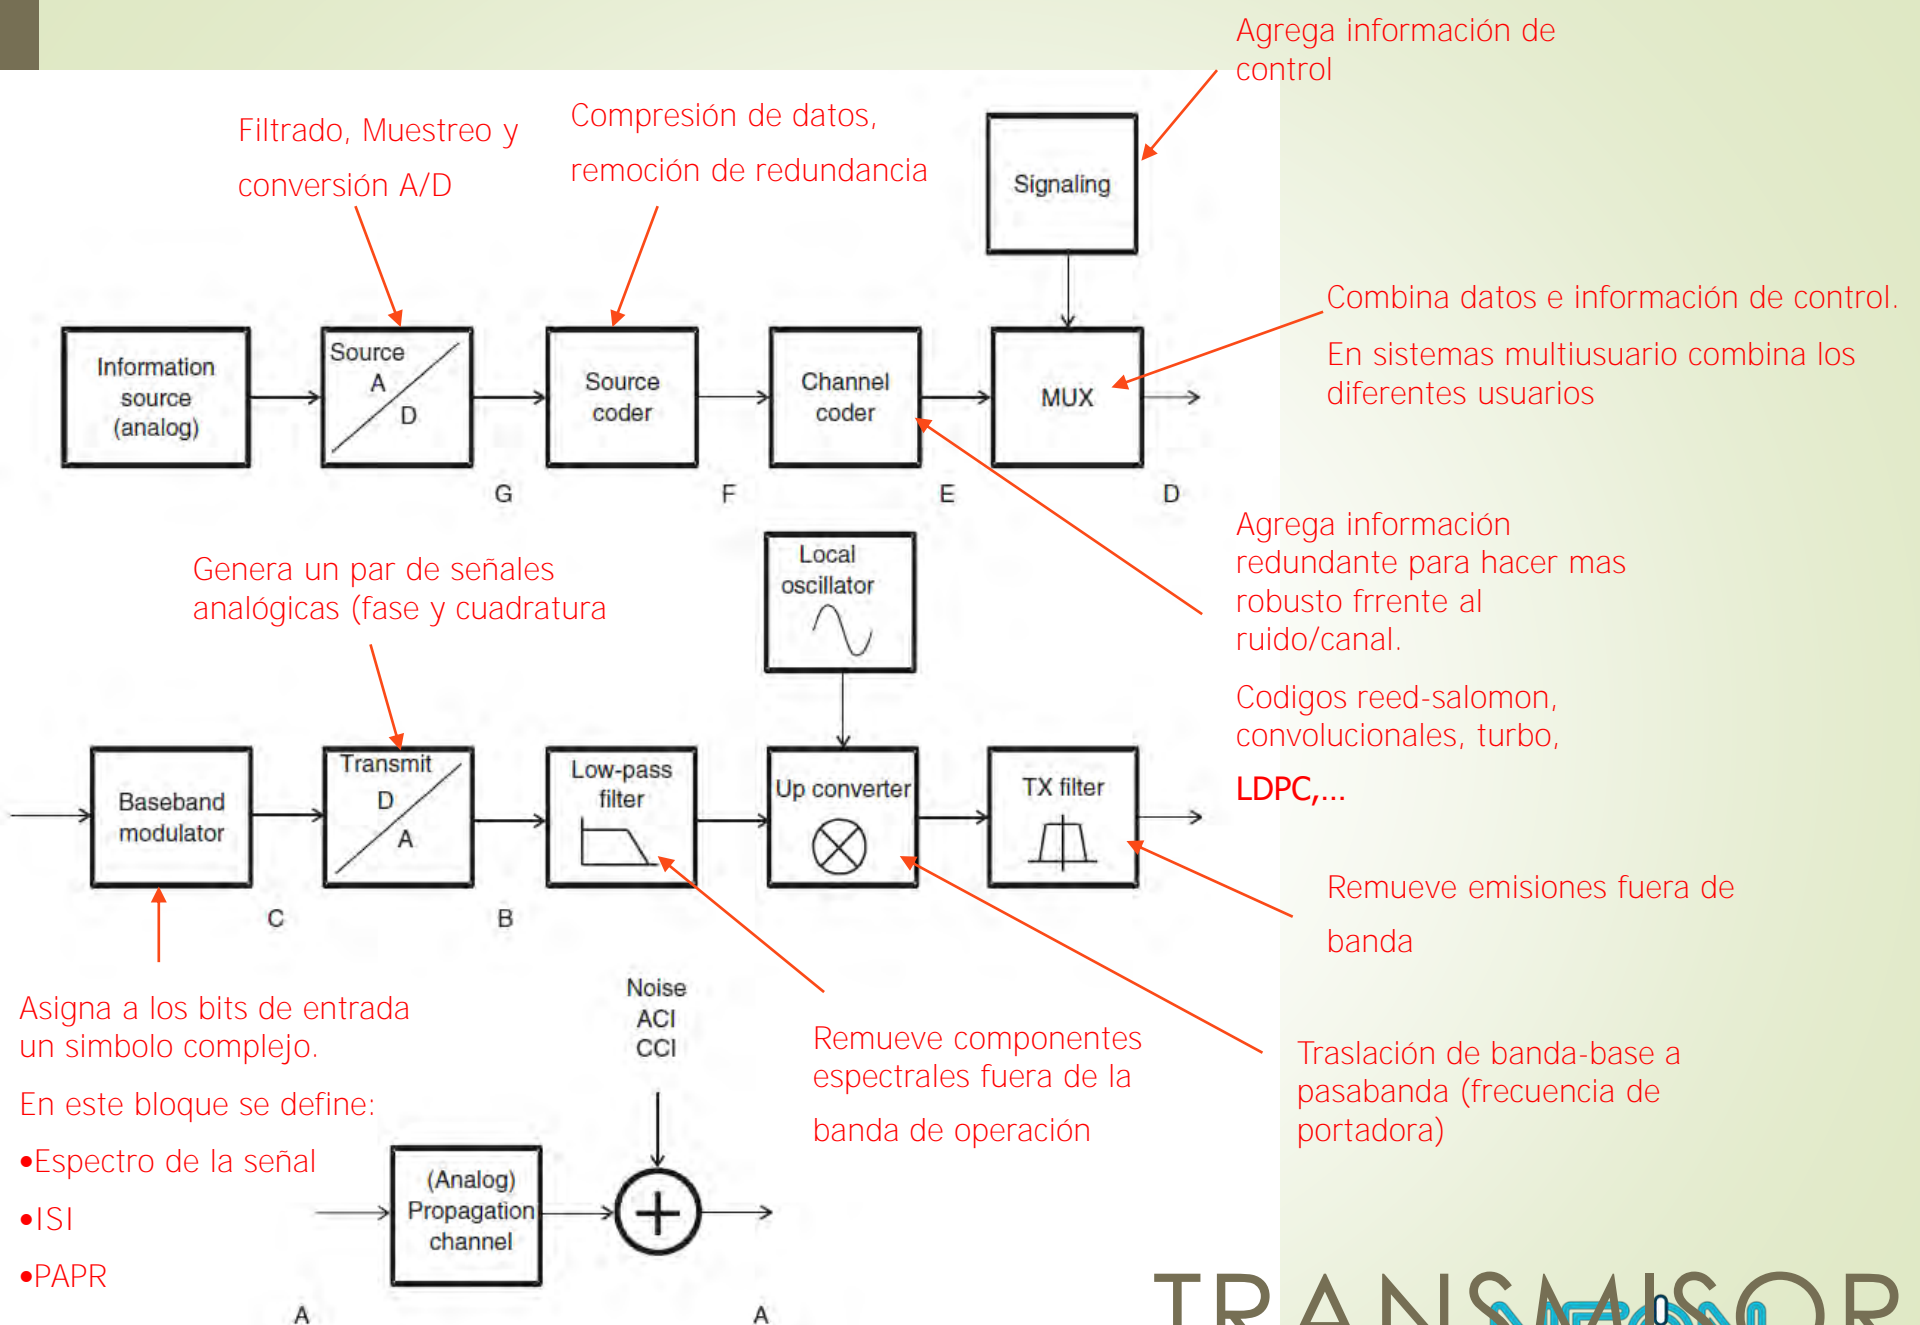 Agrega información de
control
Filtrado, Muestreo y
conversión A/D
Compresión de datos,
remoción de redundancia
Signaling
Combina datos e información de control.
En sistemas multiusuario combina los
diferentes usuarios
Information
source
(analog)
Source
A
D
Source
coder
Channel
coder
MUX
G
F
E
D
Agrega información
redundante para hacer mas
robusto frrente al
ruido/canal.
Codigos reed-salomon,
convolucionales, turbo,
LDPC,...
Genera un par de señales
analógicas (fase y cuadratura
Local
oscillator
Baseband
modulator
Transmit
D
A
Low-pass
filter
Up converter
TX filter
C
B
Remueve emisiones fuera de
banda
Asigna a los bits de entrada
un simbolo complejo.
En este bloque se define:
•Espectro de la señal
•ISI
•PAPR
Noise
ACI
CCI
Remueve componentes
espectrales fuera de la
banda de operación
Traslación de banda-base a
pasabanda (frecuencia de
portadora)
(Analog)
Propagation
channel
A
A
TRANSMISOR